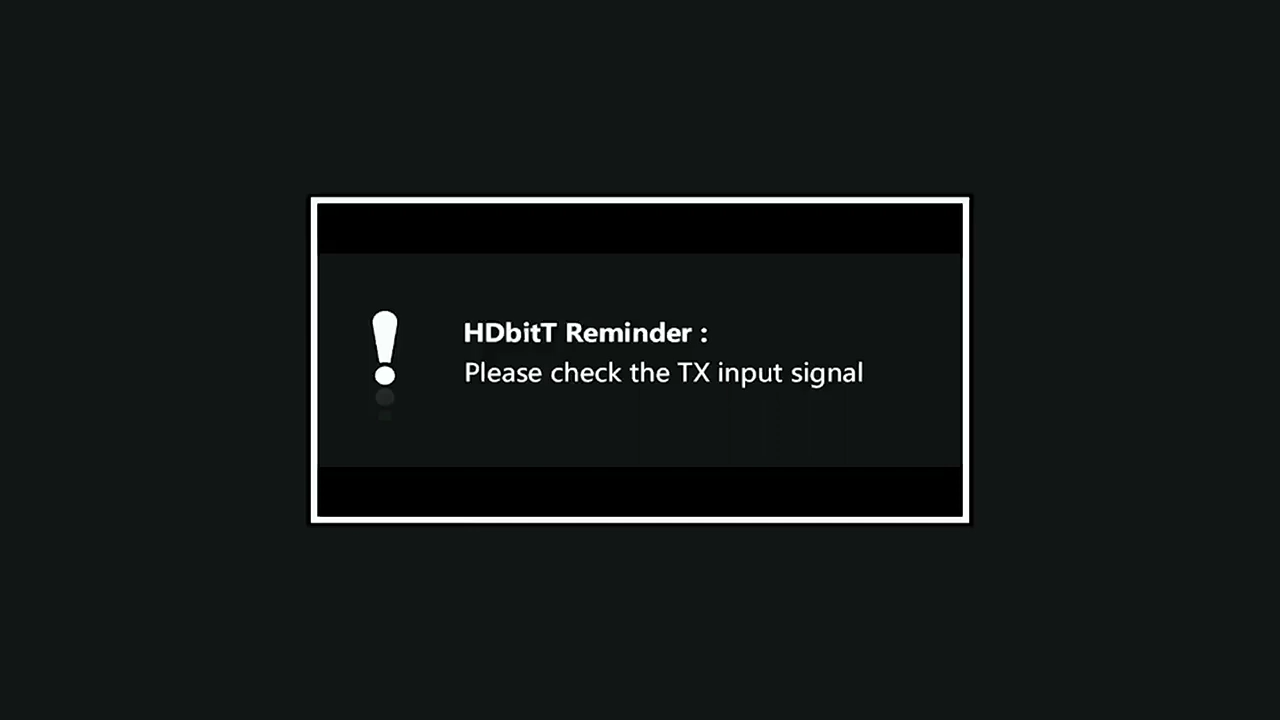 HDbitT Reminder :
Please check the TX input signal